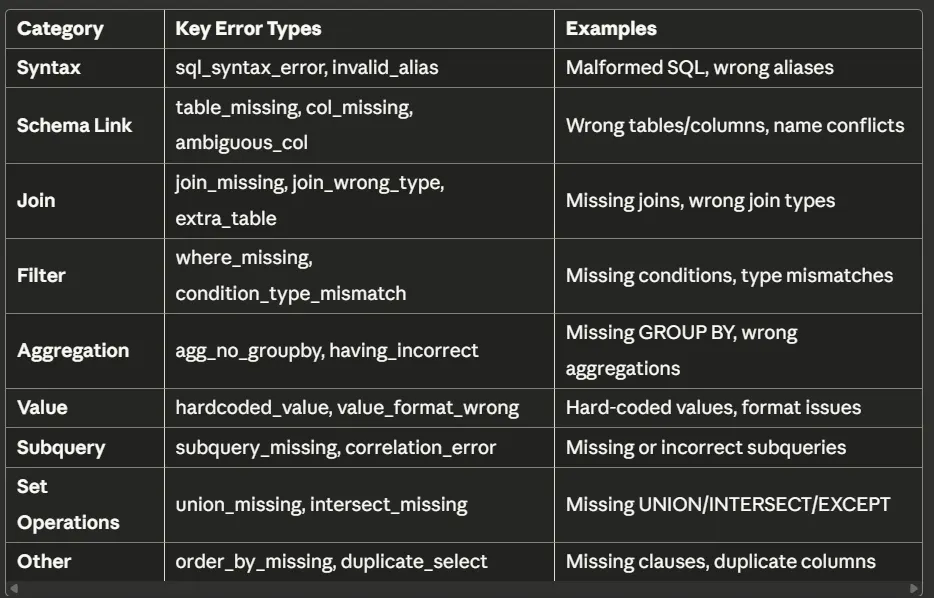 Category Key Error Types Examples
Syntax sql_syntax_error, invalid_alias Malformed SQL, wrong aliases
Schema Link table_missing, col_missing,
ambiguous_col Wrong tables/columns, name conflicts
Join join_missing, join_wrong_type,
extra_table Missing joins, wrong join types
Filter where_missing,
condition_type_mismatch Missing conditions, type mismatches
Aggregation agg_no_groupby, having_incorrect Missing GROUP BY, wrong
aggregations
Value hardcoded_value, value_format_wrong Hard-coded values, format issues
Subquery subquery_missing, correlation_error Missing or incorrect subqueries
Set
Operations union_missing, intersect_missing Missing UNION/INTERSECT/EXCEPT
Other order_by_missing, duplicate_select Missing clauses, duplicate columns